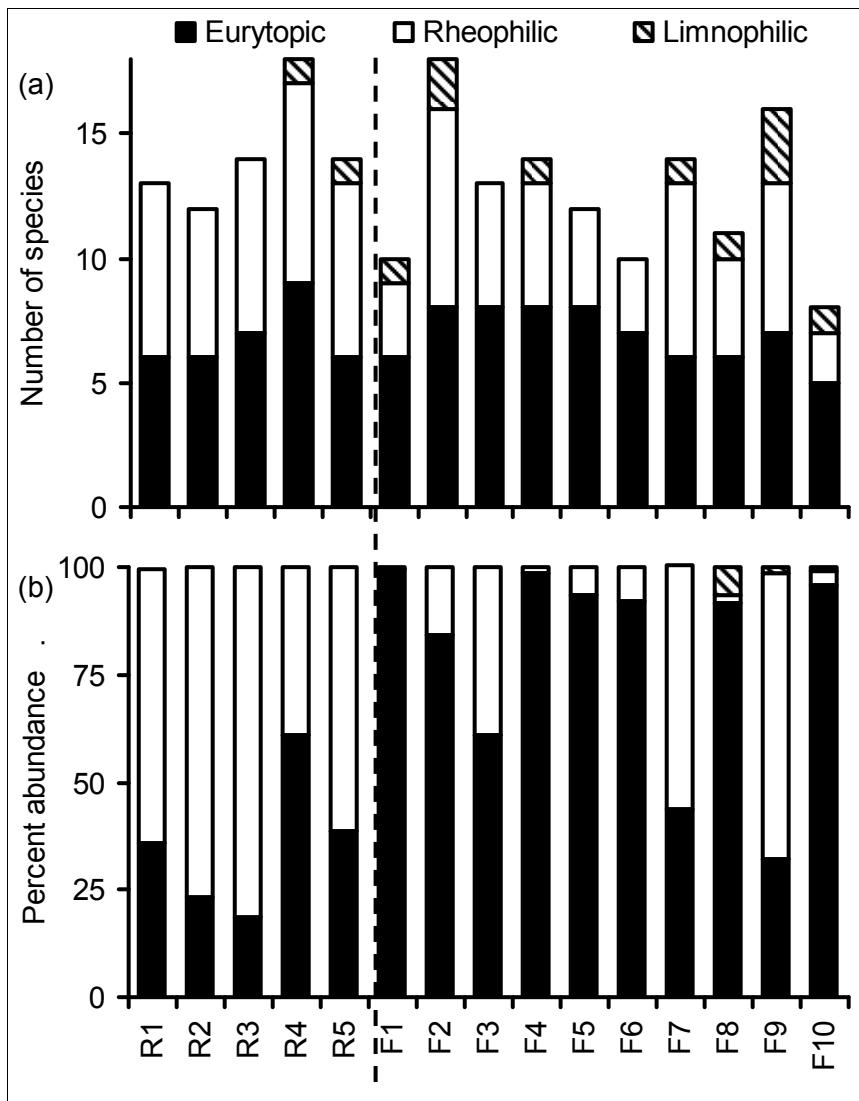 Eurytopic Rheophilic Limnophilic
(a)
Number of species
15
10
5
0
(b)
Percent abundance .
100
75
50
25
0
R1 R2 R3 R4 R5 F1 F2 F3 F4 F5 F6 F7 F8 F9 F10